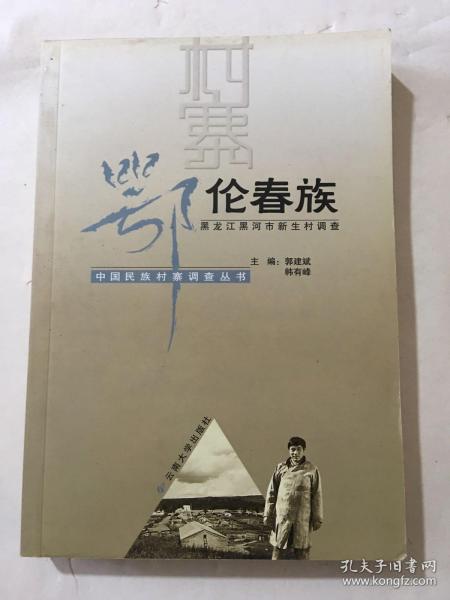 村寨
鄂伦春族
黑龙江黑河市新生村调查
主 编：郭建斌
韩有峰
中国民族村寨调查丛书
云南大学出版社
孔夫子旧书网
www.kongfz.com